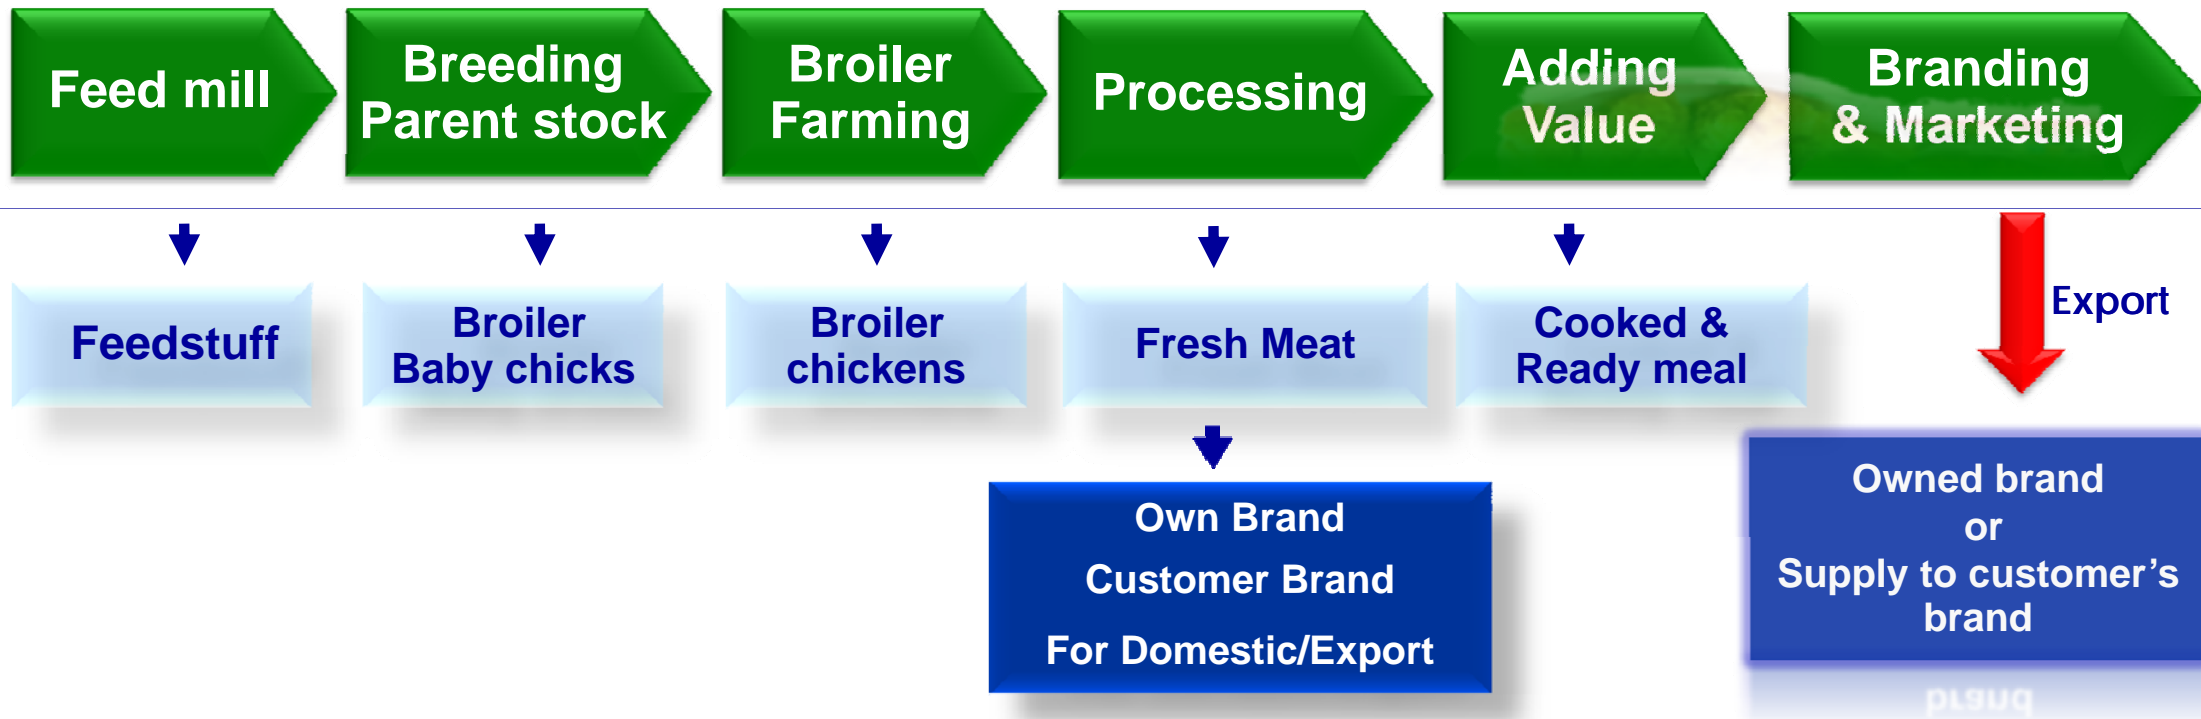 Feed mill
Breeding
Parent stock
Broiler
Farming
Processing
Adding
Value
Branding
& Marketing
Feedstuff
Broiler
Baby chicks
Broiler
chickens
Fresh Meat
Cooked &
Ready meal
Export
Own Brand
Customer Brand
For Domestic/Export
Owned brand
or
Supply to customer’s
brand